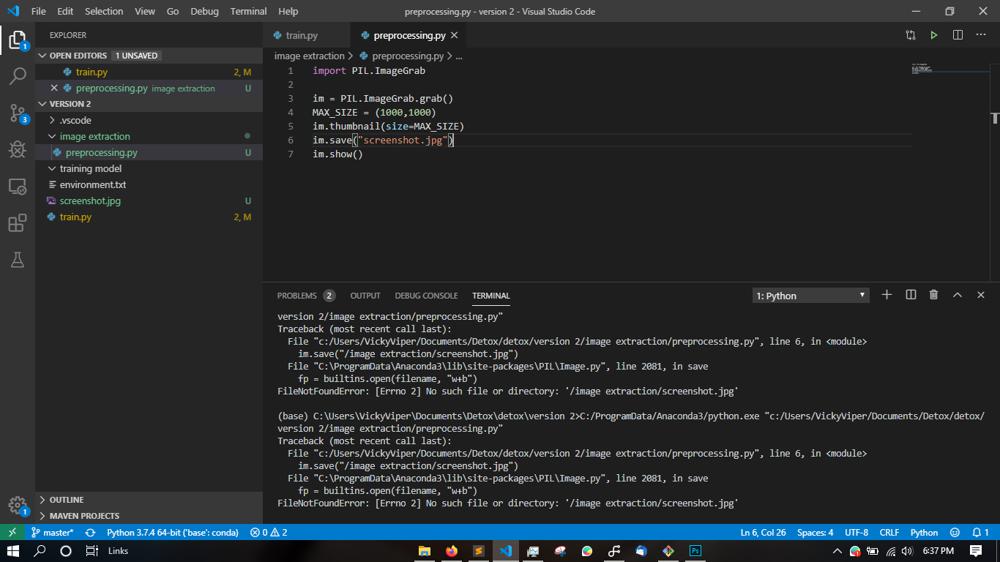 File Edit Selection View Go Debug Terminal Help
preprocessing.py - version 2 - Visual Studio Code
EXPLORER
OPEN EDITORS 1 UNSAVED
train.py 2, M
preprocessing.py image extraction U
VERSION 2
.vscode
image extraction
preprocessing.py U
training model
environment.txt
screenshot.jpg U
train.py 2, M
OUTLINE
MAVEN PROJECTS
train.py
preprocessing.py
image extraction > preprocessing.py > ...
1 import PIL.ImageGrab
2
3 im = PIL.ImageGrab.grab()
4 MAX_SIZE = (1000,1000)
5 im.thumbnail(size=MAX_SIZE)
6 im.save("screenshot.jpg")
7 im.show()
PROBLEMS 2 OUTPUT DEBUG CONSOLE TERMINAL
1: Python
version 2/image extraction/preprocessing.py"
Traceback (most recent call last):
File "c:/Users/VickyViper/Documents/Detox/detox/version 2/image extraction/preprocessing.py", line 6, in <module>
im.save("/image extraction/screenshot.jpg")
File "C:\ProgramData\Anaconda3\lib\site-packages\PIL\Image.py", line 2081, in save
fp = builtins.open(filename, "w+b")
FileNotFoundError: [Errno 2] No such file or directory: '/image extraction/screenshot.jpg'
(base) C:\Users\VickyViper\Documents\Detox\detox\version 2>C:/ProgramData/Anaconda3/python.exe "c:/Users/VickyViper/Documents/Detox/detox/
version 2/image extraction/preprocessing.py"
Traceback (most recent call last):
File "c:/Users/VickyViper/Documents/Detox/detox/version 2/image extraction/preprocessing.py", line 6, in <module>
im.save("/image extraction/screenshot.jpg")
File "C:\ProgramData\Anaconda3\lib\site-packages\PIL\Image.py", line 2081, in save
fp = builtins.open(filename, "w+b")
FileNotFoundError: [Errno 2] No such file or directory: '/image extraction/screenshot.jpg'
1
3
1
master* Python 3.7.4 64-bit ('base': conda) 0 2
Ln 6, Col 26 Spaces: 4 UTF-8 CRLF Python 1
Links
Ps
6:37 PM